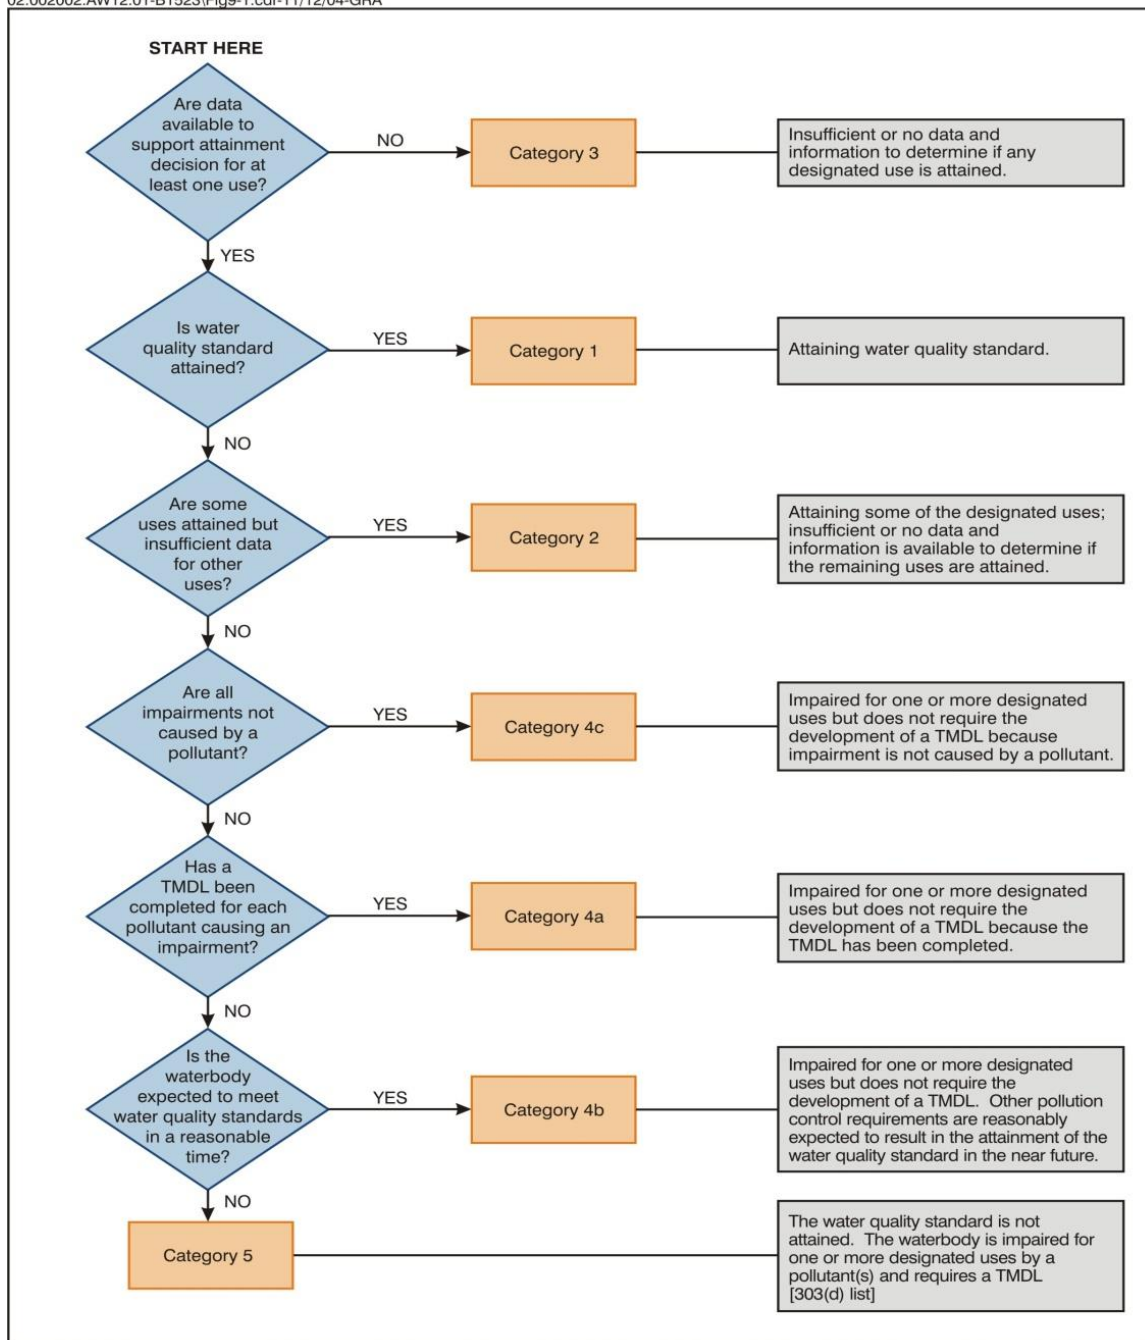 START HERE
Are data
available to
support attainment
decision for at
least one use?
NO
Category 3
Insufficient or no data and
information to determine if any
designated use is attained.
YES
Is water
quality standard
attained?
YES
Category 1
Attaining water quality standard.
NO
Are some
uses attained but
insufficient data
for other
uses?
YES
Category 2
Attaining some of the designated uses;
insufficient or no data and
information is available to determine if
the remaining uses are attained.
NO
Are all
impairments not
caused by a
pollutant?
YES
Category 4c
Impaired for one or more designated
uses but does not require the
development of a TMDL because
impairment is not caused by a pollutant.
NO
Has a
TMDL been
completed for each
pollutant causing an
impairment?
YES
Category 4a
Impaired for one or more designated
uses but does not require the
development of a TMDL because the
TMDL has been completed.
NO
Is the
waterbody
expected to meet
water quality standards
in a reasonable
time?
YES
Category 4b
Impaired for one or more designated
uses but does not require the
development of a TMDL.  Other pollution
control requirements are reasonably
expected to result in the attainment of the
water quality standard in the near future.
NO
Category 5
The water quality standard is not
attained.  The waterbody is impaired for
one or more designated uses by a
pollutant(s) and requires a TMDL
[303(d) list]